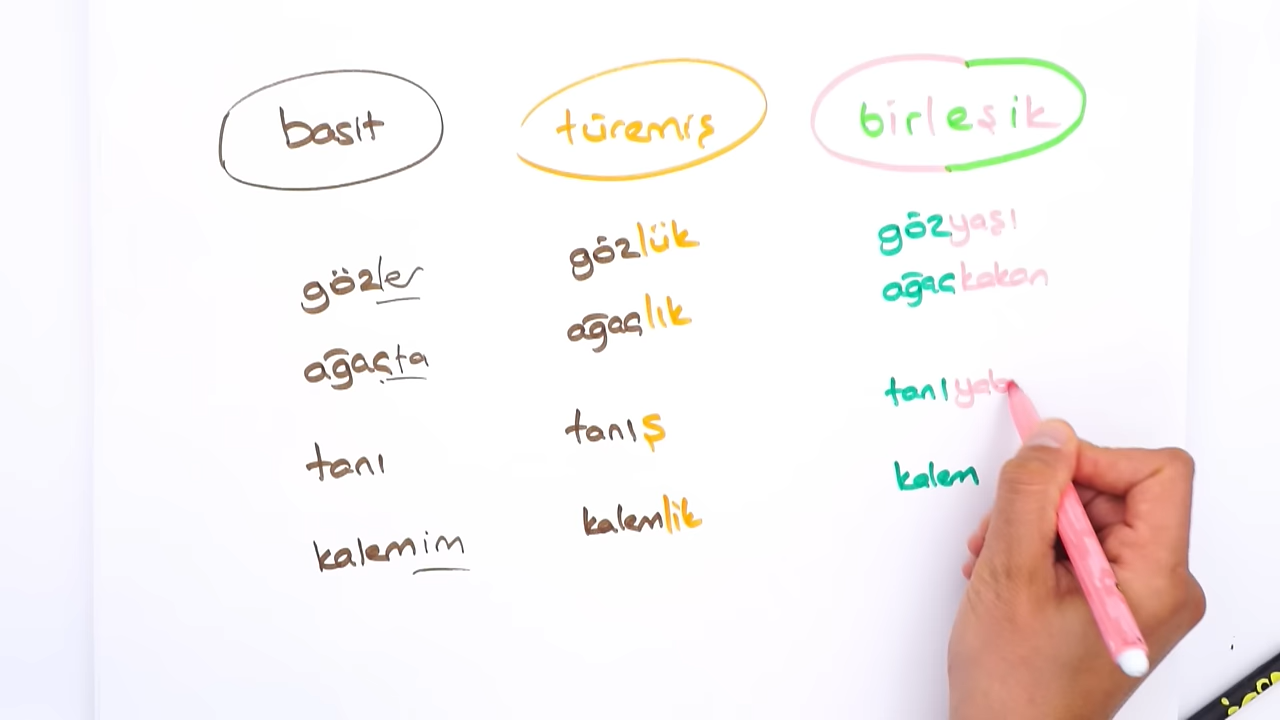 basit
türemiş
birleşik
gözler
ağaçta
tanı
kalemim
gözlük
ağaçlık
tanış
kalemlik
gözyaşı
ağaçkakan
kalem